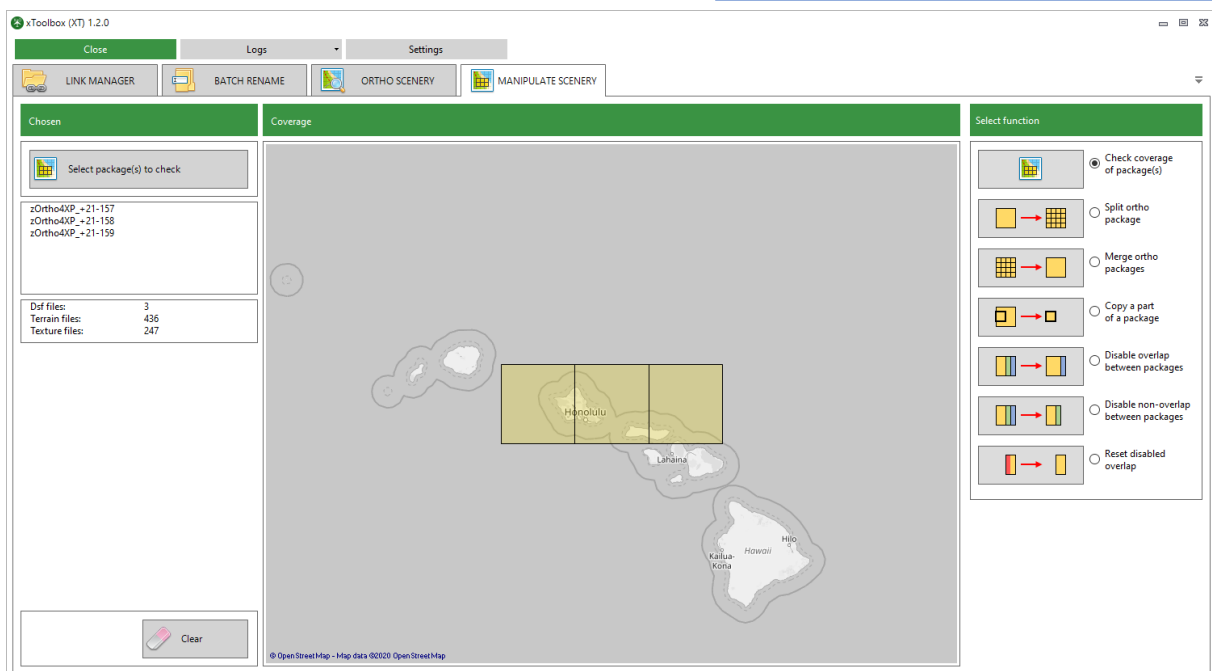 xToolbox (XT) 1.2.0
Close
Logs
Settings
LINK MANAGER
BATCH RENAME
ORTHO SCENERY
MANIPULATE SCENERY
Chosen
Coverage
Select function
Select package(s) to check
zOrtho4XP_+21-157
zOrtho4XP_+21-158
zOrtho4XP_+21-159
Dsf files: 3
Terrain files: 436
Texture files: 247
Clear
Honolulu
Lahaina
Kailua-
Kona
Hawaii
Hilo
© OpenStreetMap - Map data ©2020 OpenStreetMap
Check coverage
of package(s)
Split ortho
package
Merge ortho
packages
Copy a part
of a package
Disable overlap
between packages
Disable non-overlap
between packages
Reset disabled
overlap